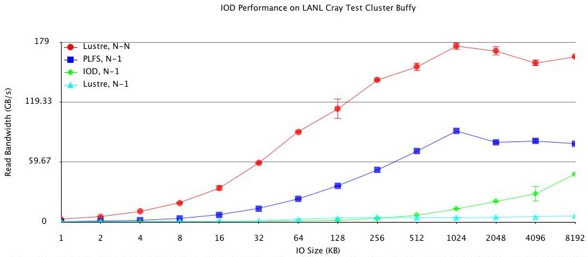 IOD Performance on LANL Cray Test Cluster Buffy
179
119.33
59.67
0
Read Bandwidth (GB/s)
Lustre, N-N
PLFS, N-1
IOD, N-1
Lustre, N-1
1 2 4 8 16 32 64 128 256 512 1024 2048 4096 8192
IO Size (KB)